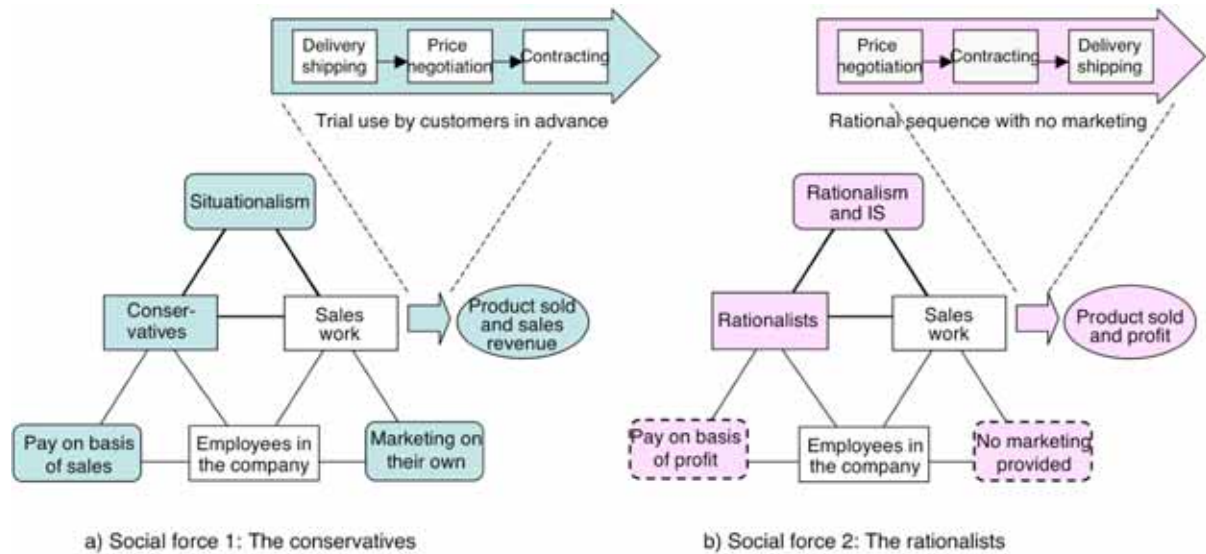 Delivery
shipping
Price
negotiation
Contracting
Trial use by customers in advance
Situationalism
Conser-
vatives
Sales
work
Product sold
and sales
revenue
Pay on basis
of sales
Employees in
the company
Marketing on
their own
a) Social force 1: The conservatives
Price
negotiation
Contracting
Delivery
shipping
Rational sequence with no marketing
Rationalism
and IS
Rationalists
Sales
work
Product sold
and profit
Pay on basis
of profit
Employees in
the company
No marketing
provided
b) Social force 2: The rationalists